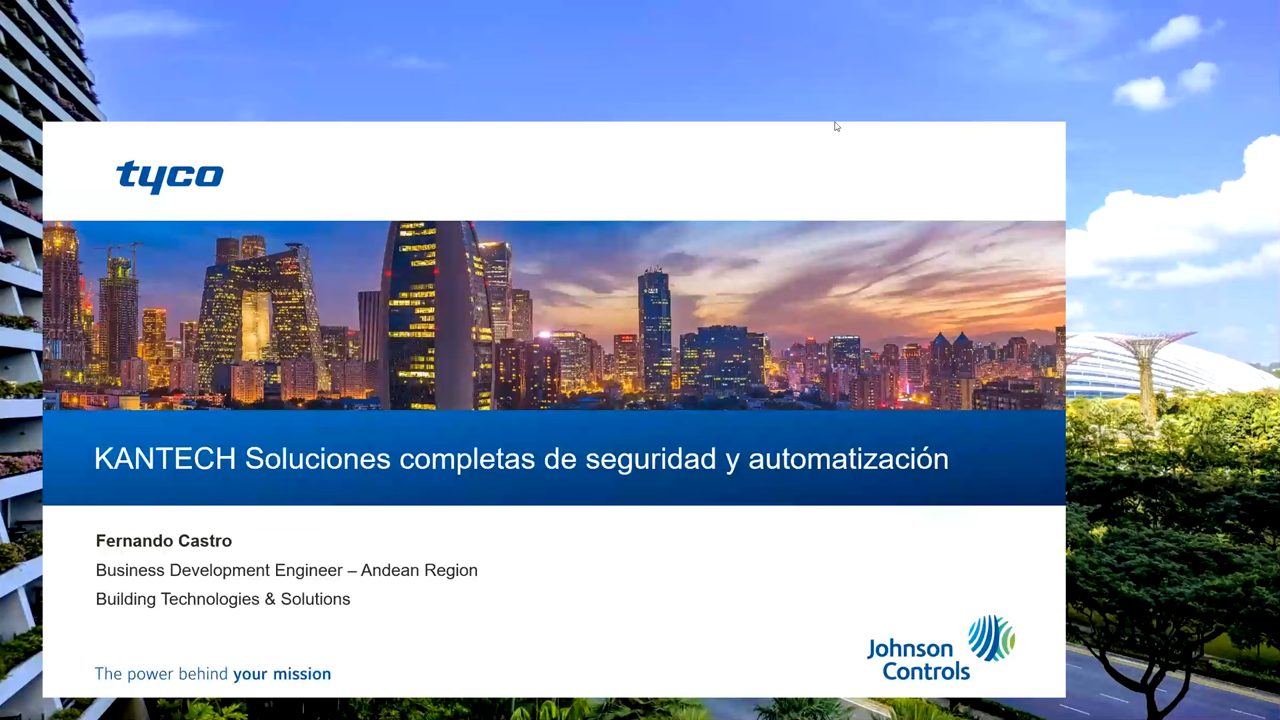 tyco
KANTECH Soluciones completas de seguridad y automatización
Fernando Castro
Business Development Engineer – Andean Region
Building Technologies & Solutions
The power behind your mission
Johnson
Controls